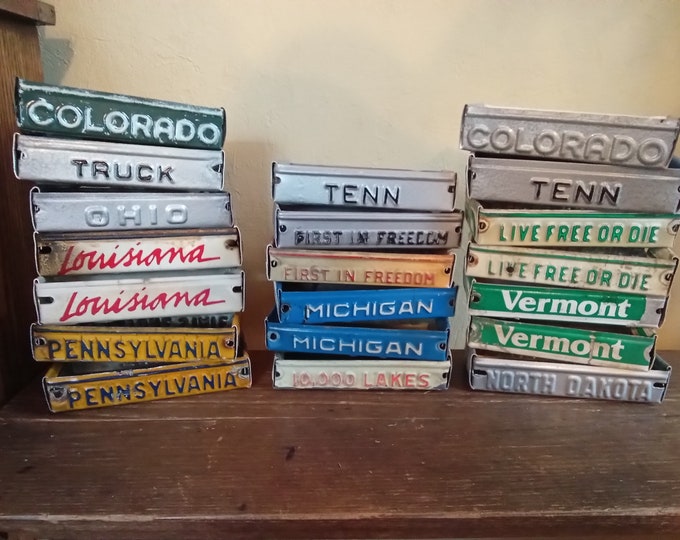 COLORADO
TRUCK
OHIO
Louisiana
Louisiana
PENNSYLVANIA
PENNSYLVANIA
TENN
FIRST IN FREEDOM
FIRST IN FREEDOM
MICHIGAN
MICHIGAN
10,000 LAKES
COLORADO
TENN
LIVE FREE OR DIE
LIVE FREE OR DIE
Vermont
Vermont
NORTH DAKOTA